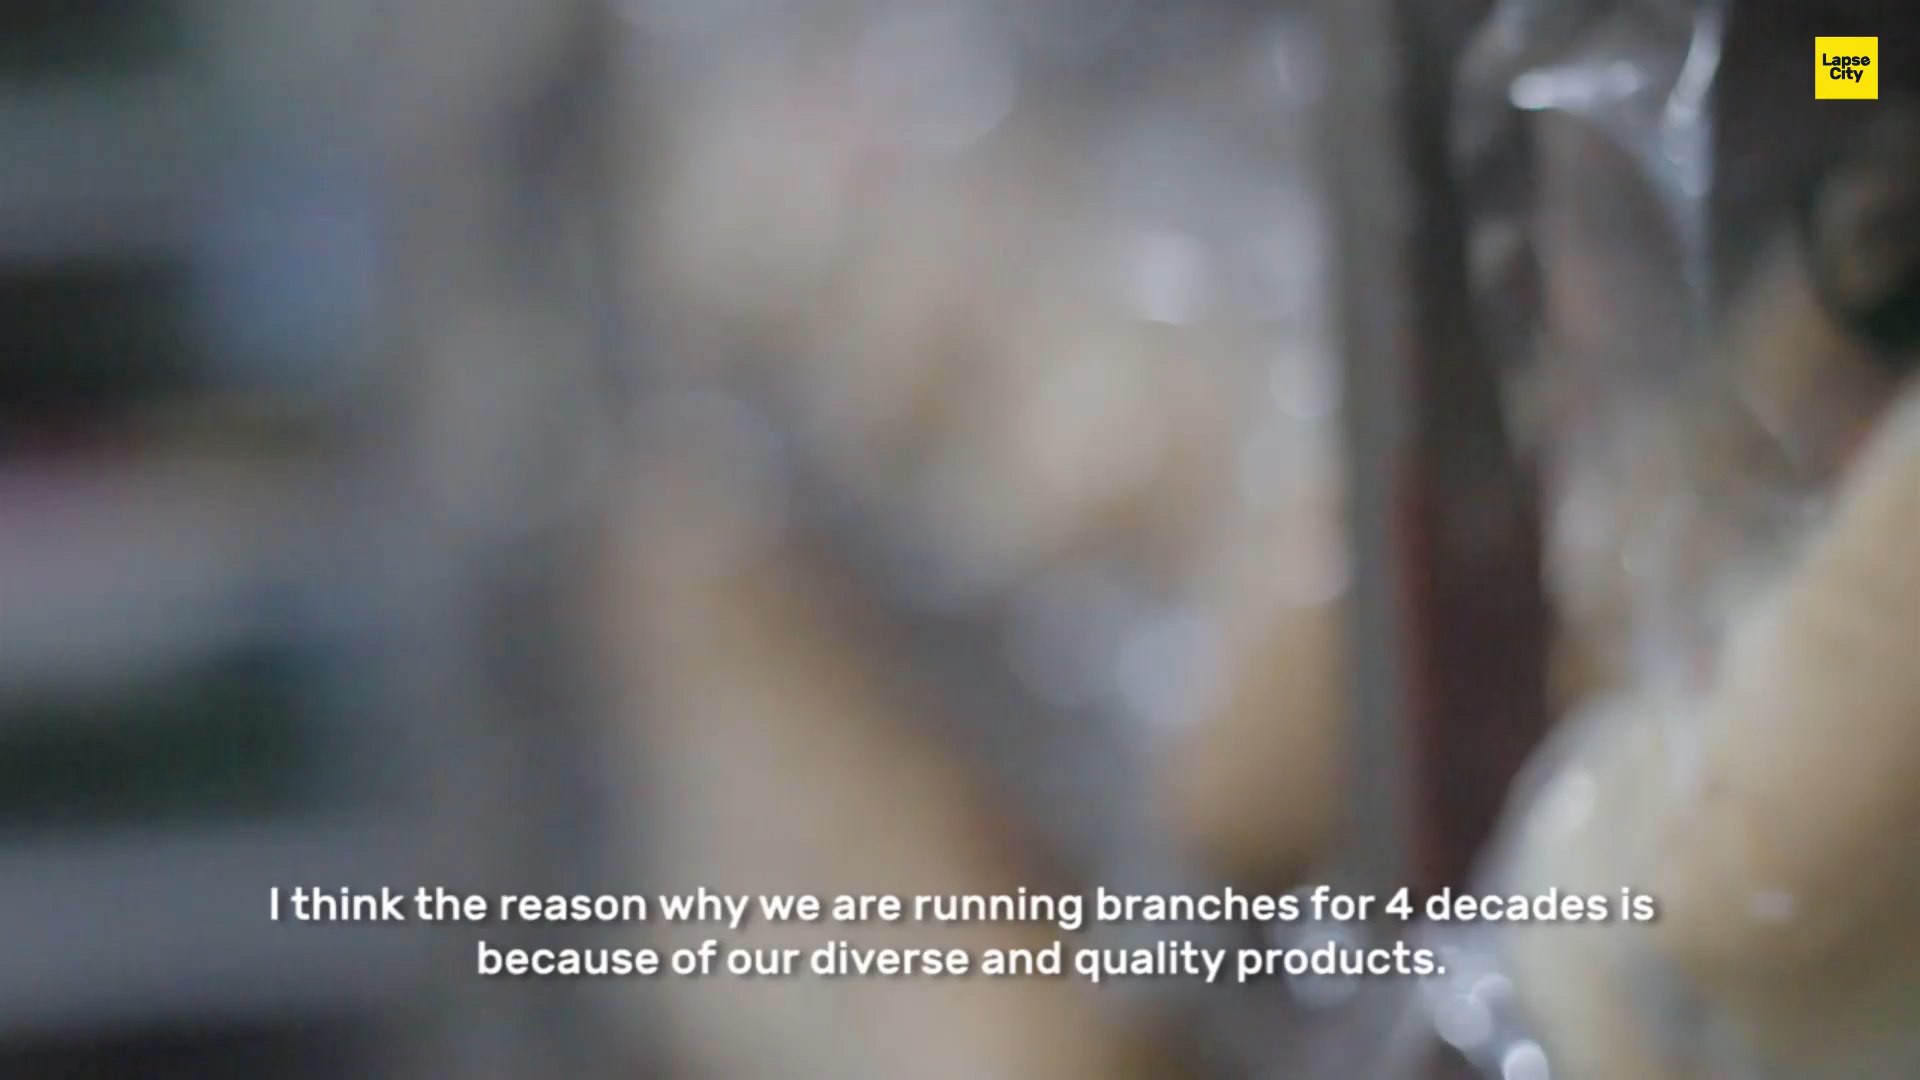 Lapse
City
I think the reason why we are running branches for 4 decades is
because of our diverse and quality products.